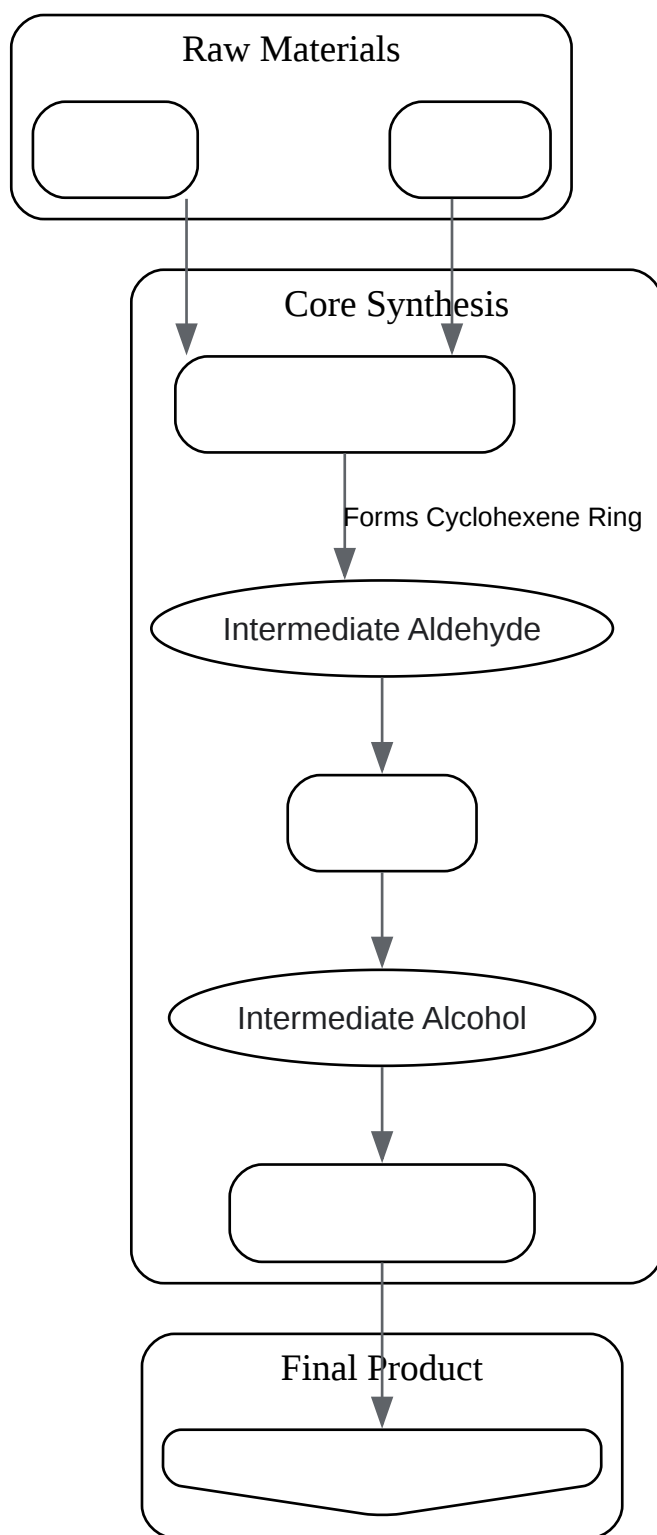 Raw Materials
Core Synthesis
Forms Cyclohexene Ring
Intermediate Aldehyde
Intermediate Alcohol
Final Product